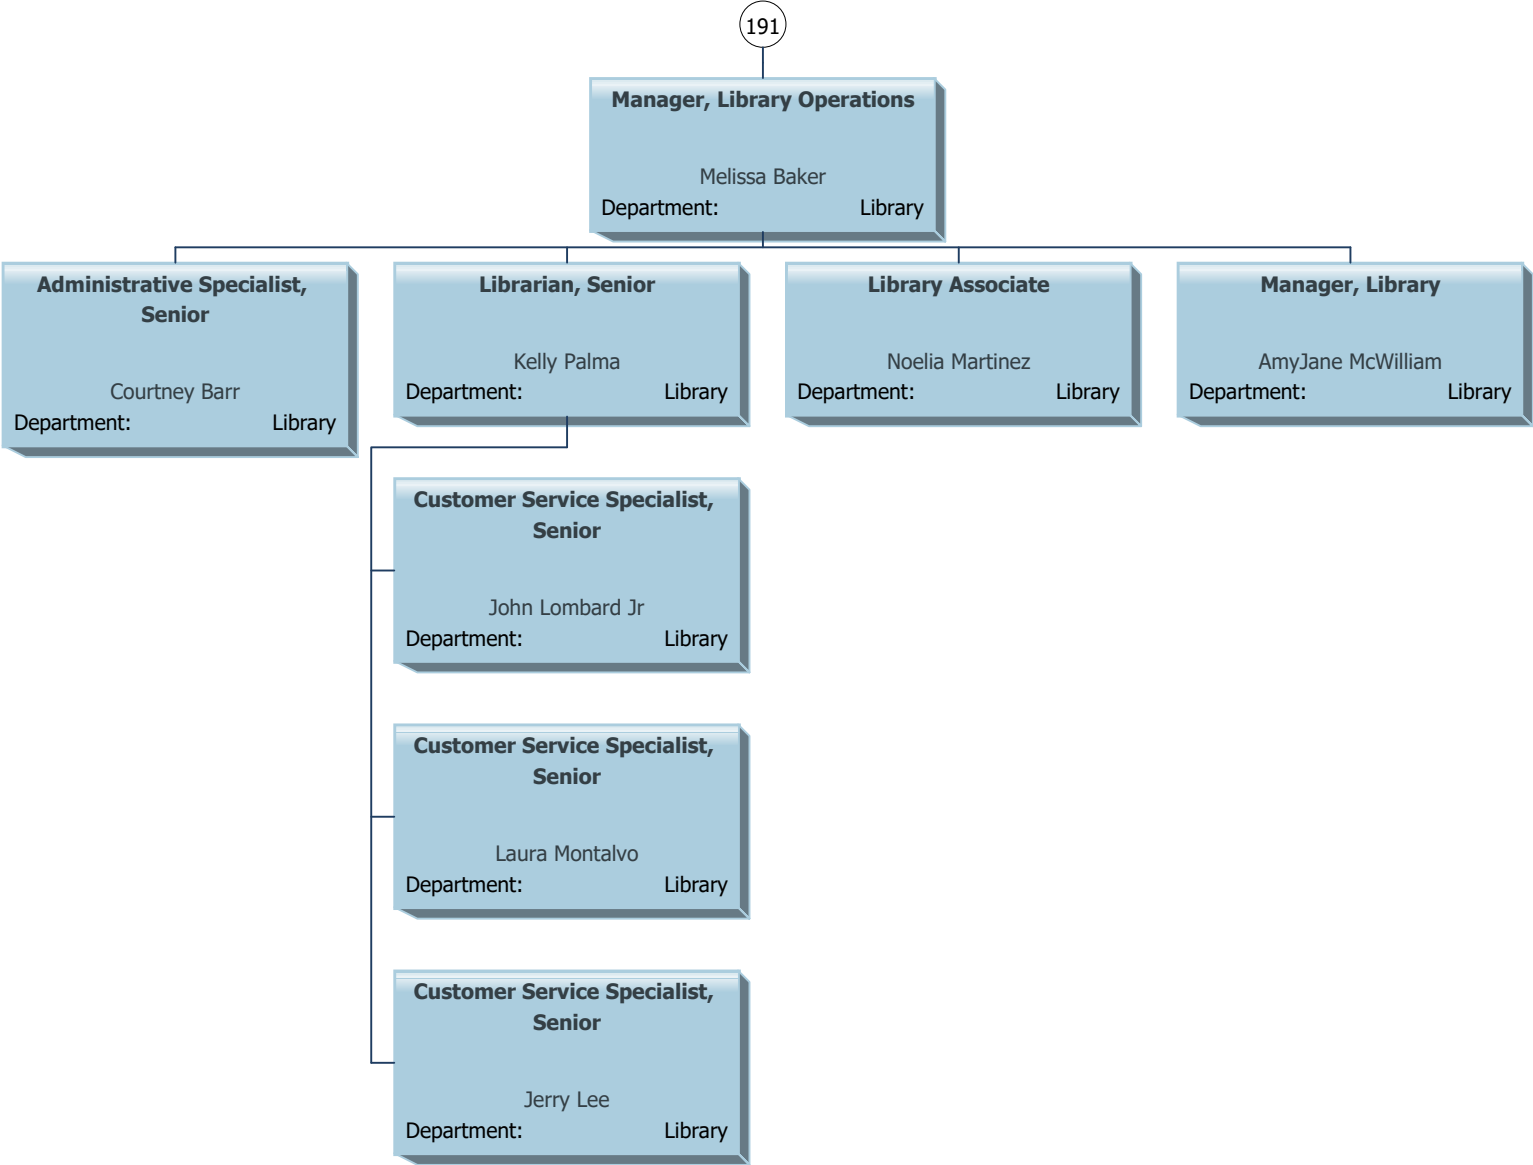 191
Manager, Library Operations
Melissa Baker
Department: Library
Administrative Specialist,
Senior
Courtney Barr
Department: Library
Librarian, Senior
Kelly Palma
Department: Library
Library Associate
Noelia Martinez
Department: Library
Manager, Library
AmyJane McWilliam
Department: Library
Customer Service Specialist,
Senior
John Lombard Jr
Department: Library
Customer Service Specialist,
Senior
Laura Montalvo
Department: Library
Customer Service Specialist,
Senior
Jerry Lee
Department: Library